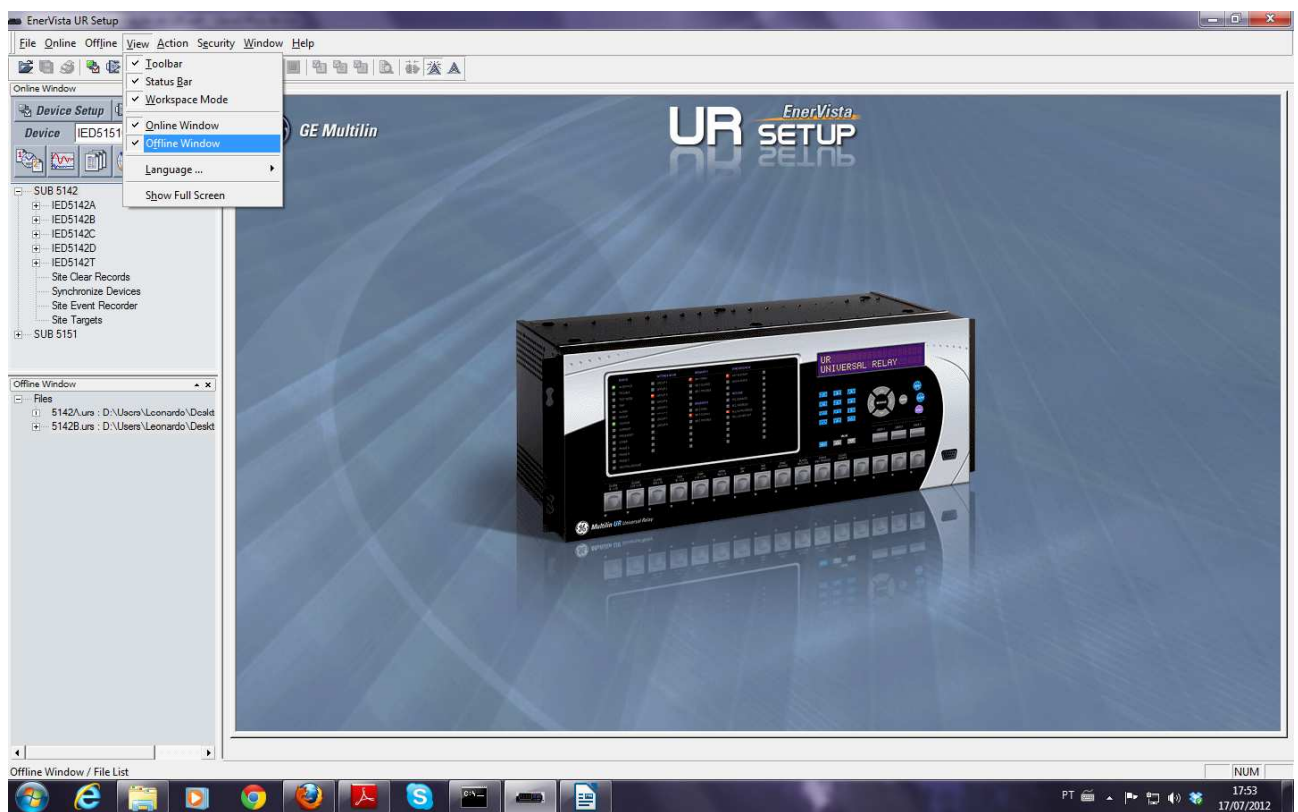 EnerVista UR Setup
File Online Offline View Action Security Window Help
Toolbar
Status Bar
Workspace Mode
Online Window
Offline Window
Language ...
Show Full Screen
Online Window
Device Setup
Device IED5151
SUB 5142
IED5142A
IED5142B
IED5142C
IED5142D
IED5142T
Site Clear Records
Synchronize Devices
Site Event Recorder
Site Targets
SUB 5151
Offline Window
Files
5142A.urs : D:\Users\Leonardo\Deskt
5142B.urs : D:\Users\Leonardo\Deskt
GE Multilin
EnerVista
UR SETUP
UR
UNIVERSAL RELAY
Multilin UR Universal Relay
Offline Window / File List
NUM
PT
17:53
17/07/2012